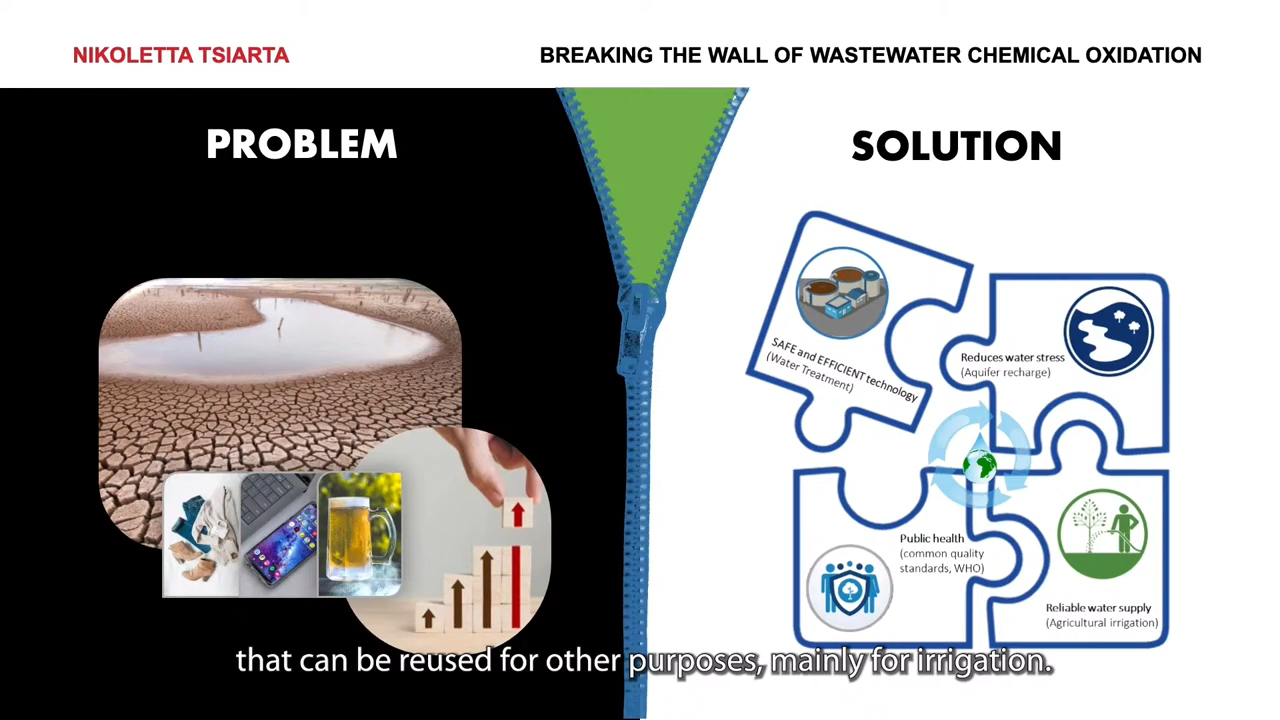 NIKOLETTA TSIARTA
BREAKING THE WALL OF WASTEWATER CHEMICAL OXIDATION
PROBLEM
SOLUTION
SAFE and EFFICIENT technology
(Water Treatment)
Reduces water stress
(Aquifer recharge)
Public health
(common quality
standards, WHO)
Reliable water supply
(Agricultural irrigation)
that can be reused for other purposes, mainly for irrigation.